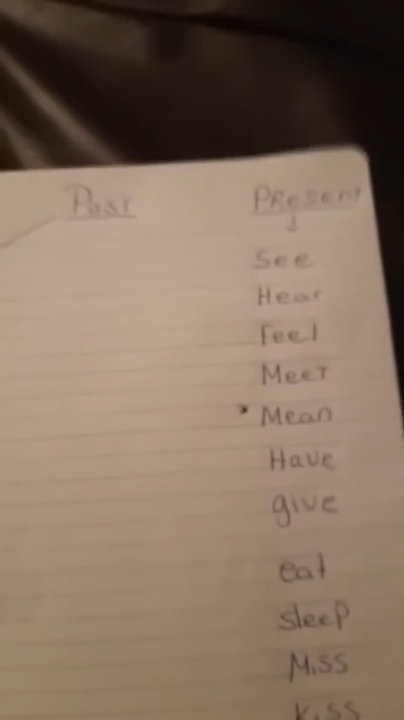 Past Present
↓
See
Hear
feel
Meet
* Mean
Have
give
eat
sleep
Miss
Kiss